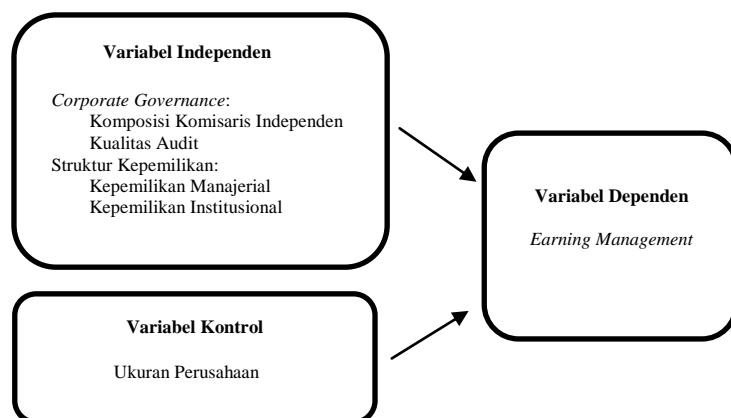 Variabel Independen
Corporate Governance:
Komposisi Komisaris Independen
Kualitas Audit
Struktur Kepemilikan:
Kepemilikan Manajerial
Kepemilikan Institusional
Variabel Dependen
Earning Management
Variabel Kontrol
Ukuran Perusahaan